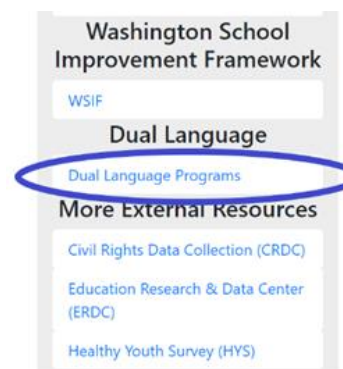 Washington School
Improvement Framework
WSIF
Dual Language
Dual Language Programs
More External Resources
Civil Rights Data Collection (CRDC)
Education Research & Data Center
(ERDC)
Healthy Youth Survey (HYS)